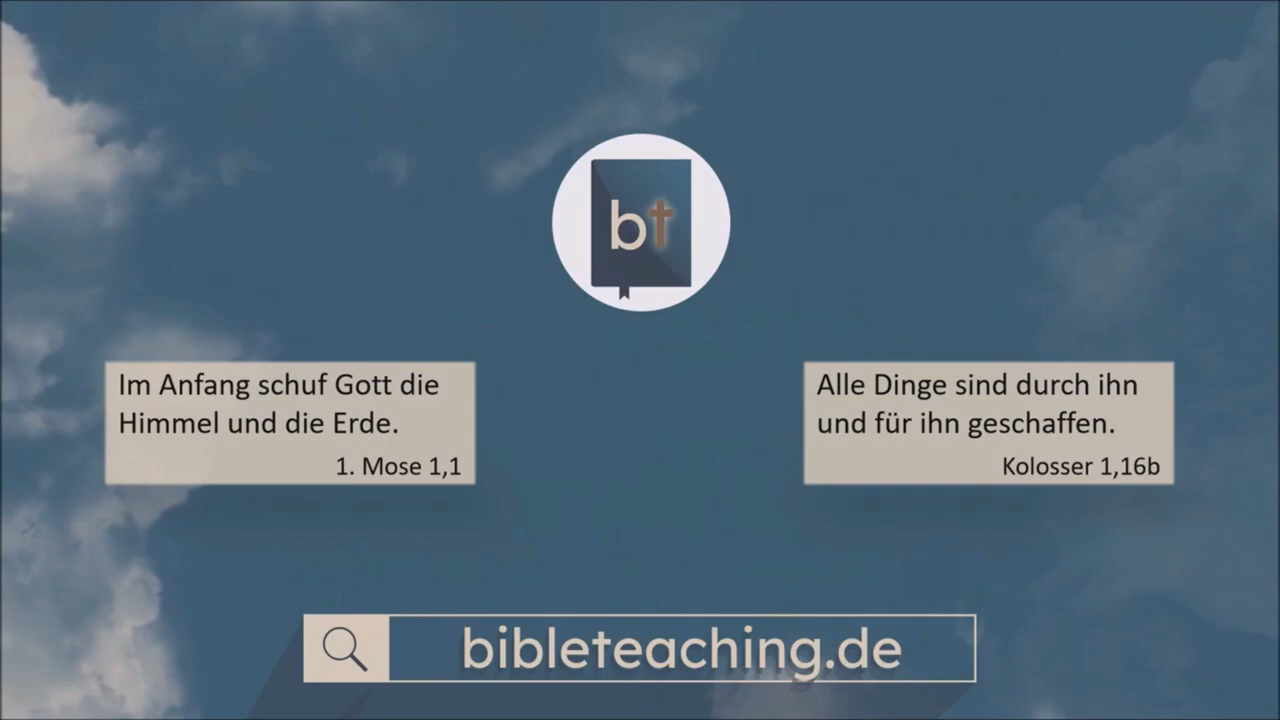 bt
Im Anfang schuf Gott die
Himmel und die Erde.
1. Mose 1,1
Alle Dinge sind durch ihn
und für ihn geschaffen.
Kolosser 1,16b
bibleteaching.de